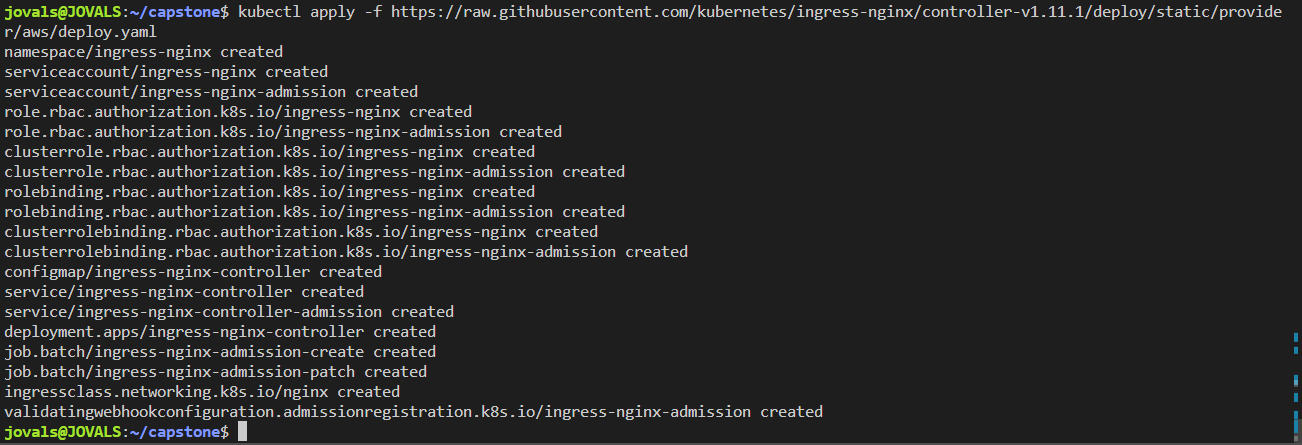 jovals@JOVALS:~/capstone$ kubectl apply -f https://raw.githubusercontent.com/kubernetes/ingress-nginx/controller-v1.11.1/deploy/static/provide
r/aws/deploy.yaml
namespace/ingress-nginx created
serviceaccount/ingress-nginx created
serviceaccount/ingress-nginx-admission created
role.rbac.authorization.k8s.io/ingress-nginx created
role.rbac.authorization.k8s.io/ingress-nginx-admission created
clusterrole.rbac.authorization.k8s.io/ingress-nginx created
clusterrole.rbac.authorization.k8s.io/ingress-nginx-admission created
rolebinding.rbac.authorization.k8s.io/ingress-nginx created
rolebinding.rbac.authorization.k8s.io/ingress-nginx-admission created
clusterrolebinding.rbac.authorization.k8s.io/ingress-nginx created
clusterrolebinding.rbac.authorization.k8s.io/ingress-nginx-admission created
configmap/ingress-nginx-controller created
service/ingress-nginx-controller created
service/ingress-nginx-controller-admission created
deployment.apps/ingress-nginx-controller created
job.batch/ingress-nginx-admission-create created
job.batch/ingress-nginx-admission-patch created
ingressclass.networking.k8s.io/nginx created
validatingwebhookconfiguration.admissionregistration.k8s.io/ingress-nginx-admission created
jovals@JOVALS:~/capstone$